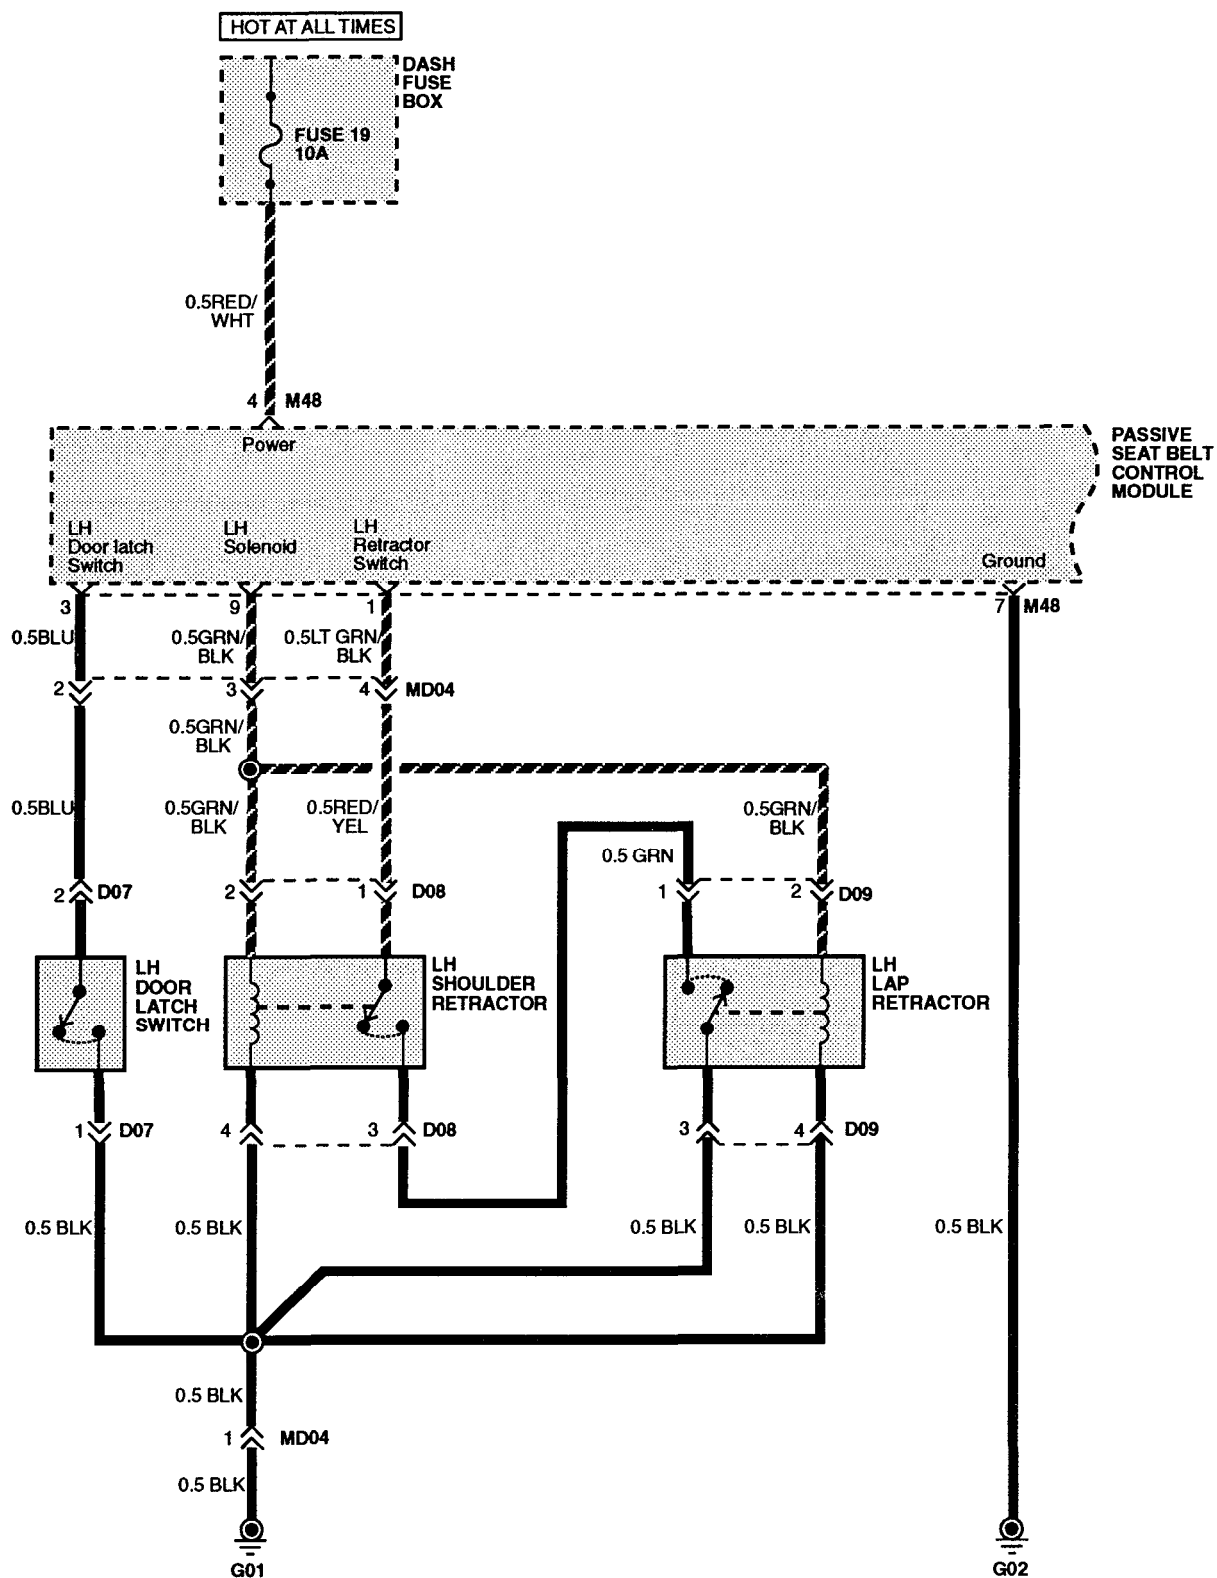 HOT AT ALL TIMES
DASH
FUSE
BOX
FUSE 19
10A
0.5RED/
WHT
4 M48
Power
PASSIVE
SEAT BELT
CONTROL
MODULE
LH
Door latch
Switch
LH
Solenoid
LH
Retractor
Switch
Ground
3 9 1 7 M48
0.5BLU 0.5GRN/
BLK
0.5LT GRN/
BLK
2 3 4 MD04
0.5GRN/
BLK
0.5BLU 0.5GRN/
BLK
0.5RED/
YEL
0.5GRN/
BLK
0.5 GRN
2 D07 2 1 D08 1 2 D09
LH
DOOR
LATCH
SWITCH
LH
SHOULDER
RETRACTOR
LH
LAP
RETRACTOR
1 D07 4 3 D08 3 4 D09
0.5 BLK 0.5 BLK 0.5 BLK 0.5 BLK 0.5 BLK
0.5 BLK
1 MD04
0.5 BLK
G01 G02